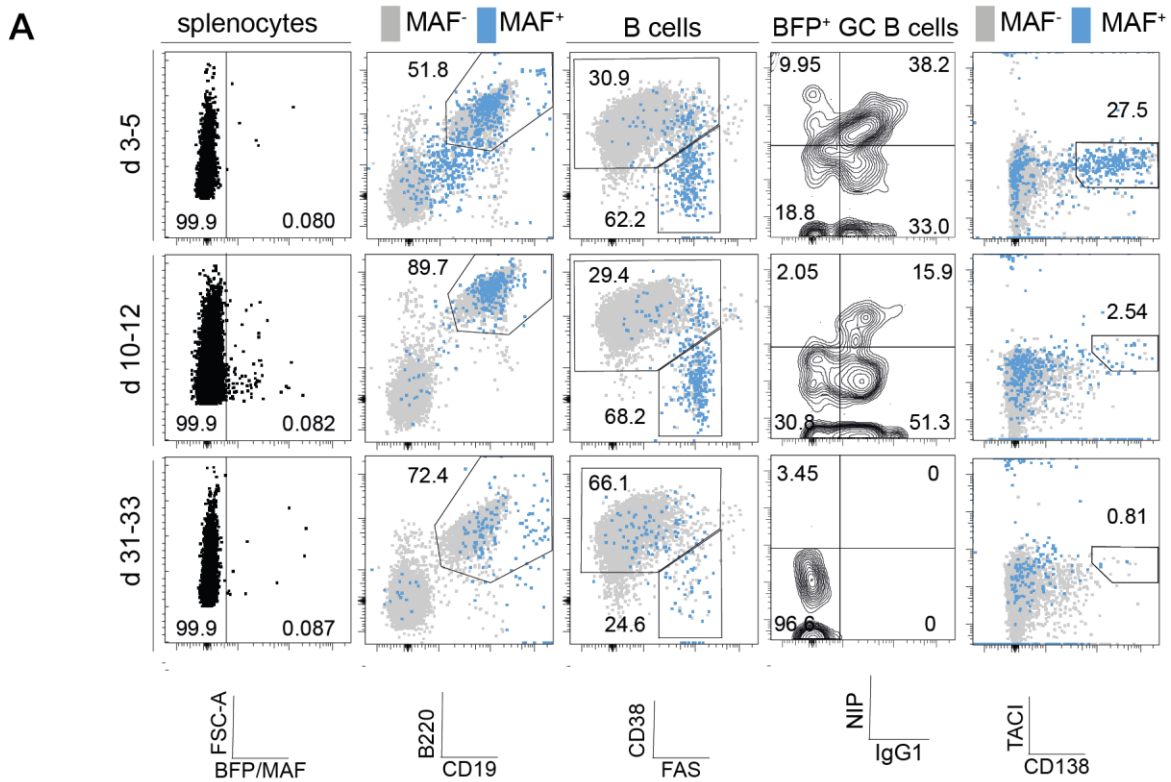 A
splenocytes
MAF⁻ MAF⁺
B cells
BFP⁺ GC B cells
MAF⁻ MAF⁺
d 3-5
99.9 0.080
51.8
30.9
62.2
9.95 38.2
18.8 33.0
27.5
d 10-12
99.9 0.082
89.7
29.4
68.2
2.05 15.9
30.8 51.3
2.54
d 31-33
99.9 0.087
72.4
66.1
24.6
3.45 0
96.6 0
0.81
FSC-A
BFP/MAF
B220
CD19
CD38
FAS
NIP
IgG1
TACI
CD138